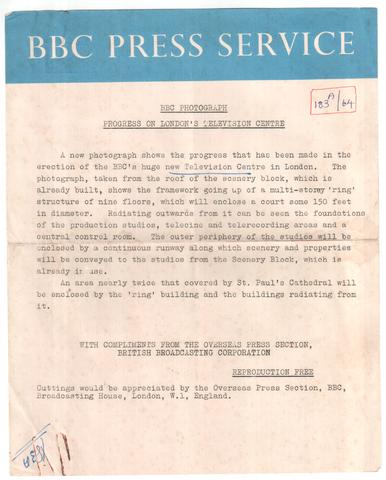 BBC PRESS SERVICE
183A/64
BBC PHOTOGRAPH
PROGRESS ON LONDON'S TELEVISION CENTRE
A new photograph shows the progress that has been made in the
erection of the BBC's huge new Television Centre in London. The
photograph, taken from the roof of the scenery block, which is
already built, shows the framework going up of a multi-storey 'ring'
structure of nine floors, which will enclose a court some 150 feet
in diameter. Radiating outwards from it can be seen the foundations
of the production studios, telecine and telerecording areas and a
central control room. The outer periphery of the studios will be
enclosed by a continuous runway along which scenery and properties
will be conveyed to the studios from the Scenery Block, which is
already in use.
An area nearly twice that covered by St. Paul's Cathedral will
be enclosed by the 'ring' building and the buildings radiating from
it.
WITH COMPLIMENTS FROM THE OVERSEAS PRESS SECTION,
BRITISH BROADCASTING CORPORATION
REPRODUCTION FREE
Cuttings would be appreciated by the Overseas Press Section, BBC,
Broadcasting House, London, W.1, England.